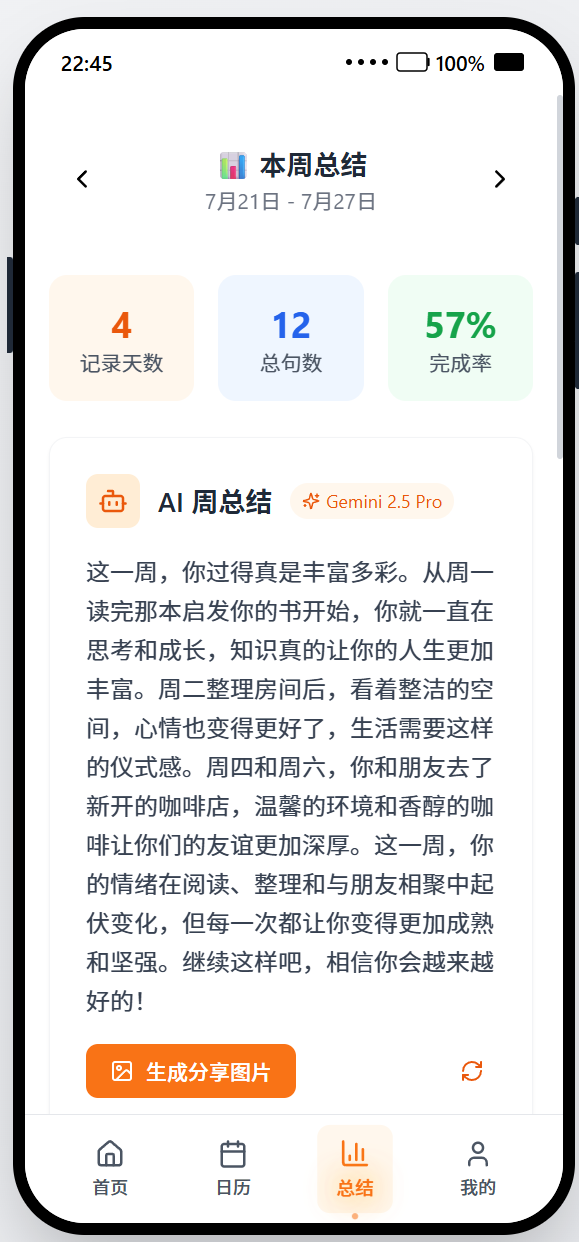 22:45 100%
本周总结
7月21日 - 7月27日
4 12 57%
记录天数 总句数 完成率
AI 周总结 Gemini 2.5 Pro
这一周，你过得真是丰富多彩。从周一
读完那本启发你的书开始，你就一直在
思考和成长，知识真的让你的人生更加
丰富。周二整理房间后，看着整洁的空
间，心情也变得更好了，生活需要这样
的仪式感。周四和周六，你和朋友去了
新开的咖啡店，温馨的环境和香醇的咖
啡让你们的友谊更加深厚。这一周，你
的情绪在阅读、整理和与朋友相聚中起
伏变化，但每一次都让你变得更加成熟
和坚强。继续这样吧，相信你会越来越
好的！
生成分享图片
首页 日历 总结 我的